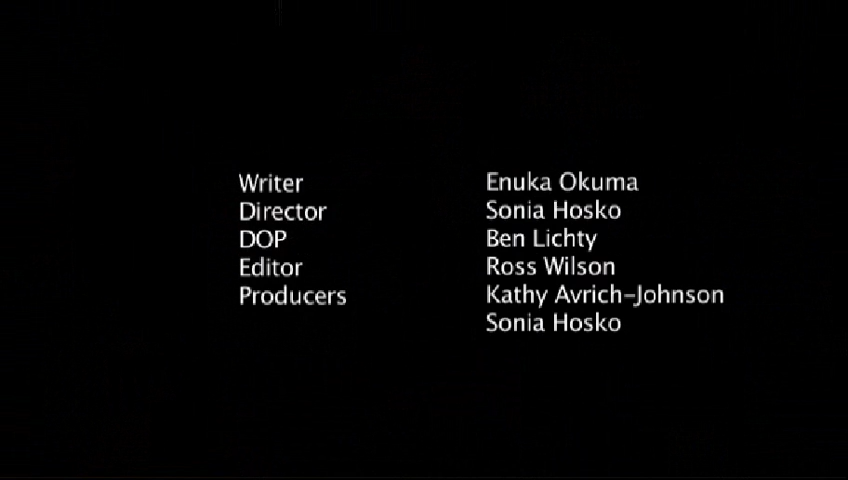 Writer Enuka Okuma
Director Sonia Hosko
DOP Ben Lichty
Editor Ross Wilson
Producers Kathy Avrich-Johnson
Sonia Hosko